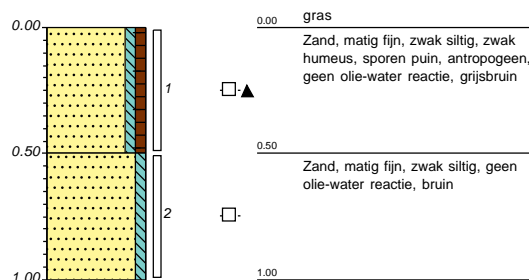 gras
0.00
0.00
Zand, matig fijn, zwak siltig, zwak
humeus, sporen puin, antropogeen,
geen olie-water reactie, grijsbruin
1
0.50
0.50
Zand, matig fijn, zwak siltig, geen
olie-water reactie, bruin
2
1.00
1.00